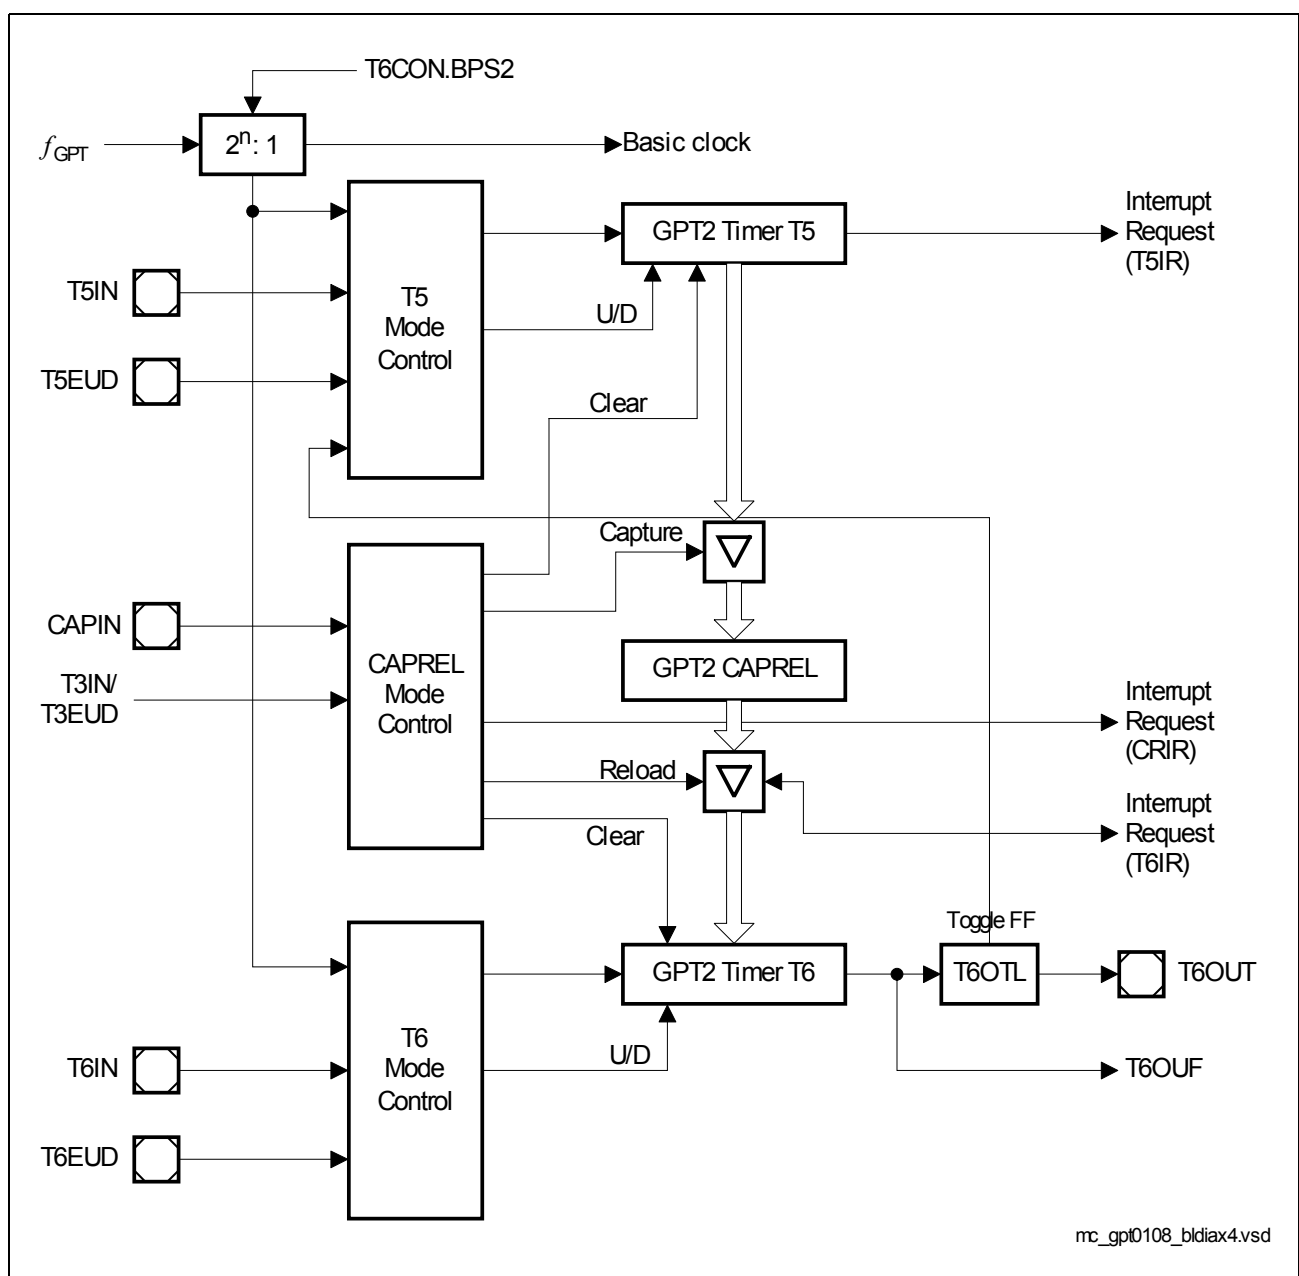 T6CON.BPS2
fGPT
2n: 1
Basic clock
Interrupt
Request
(T5IR)
GPT2 Timer T5
T5IN
T5
Mode
Control
U/D
T5EUD
Clear
Capture
CAPIN
CAPREL
Mode
Control
GPT2 CAPREL
T3IN/
T3EUD
Interrupt
Request
(CRIR)
Reload
Interrupt
Request
(T6IR)
Clear
Toggle FF
GPT2 Timer T6
T6OTL
T6OUT
T6
Mode
Control
T6IN
U/D
T6OUF
T6EUD
mc_gpt0108_bldiax4.vsd